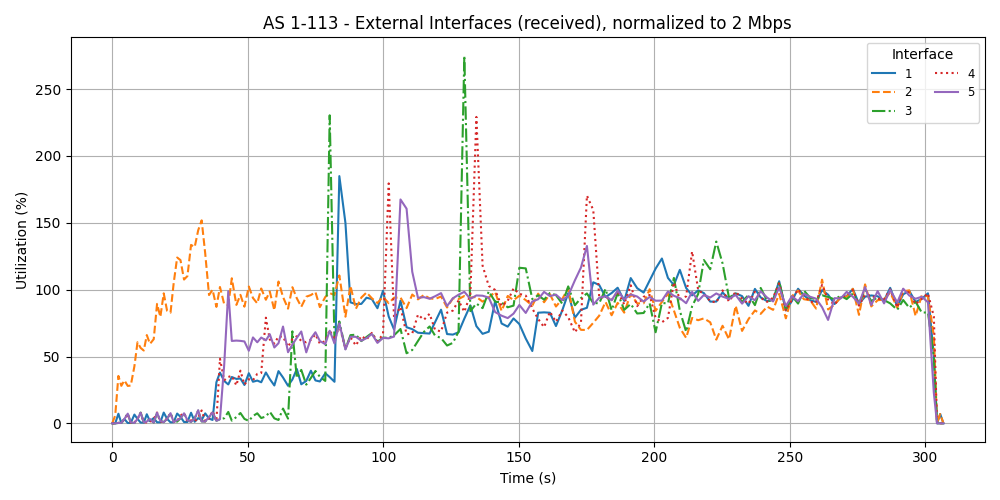 AS 1-113 - External Interfaces (received), normalized to 2 Mbps
Interface
1
2
3
4
5
Utilization (%)
250
200
150
100
50
0
0 50 100 150 200 250 300
Time (s)